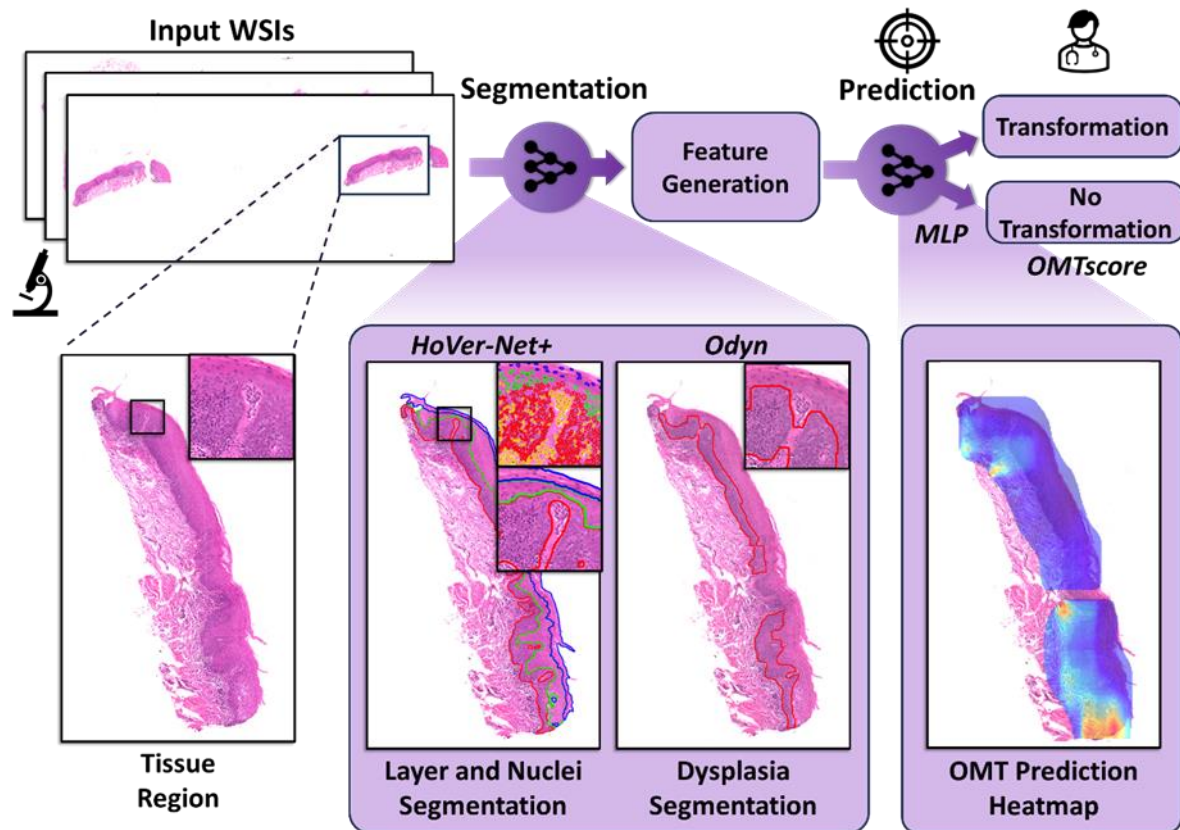 Input WSIs
Segmentation
Prediction
Feature
Generation
Transformation
No
Transformation
MLP
OMTscore
HoVer-Net+
Odyn
Tissue
Region
Layer and Nuclei
Segmentation
Dysplasia
Segmentation
OMT Prediction
Heatmap